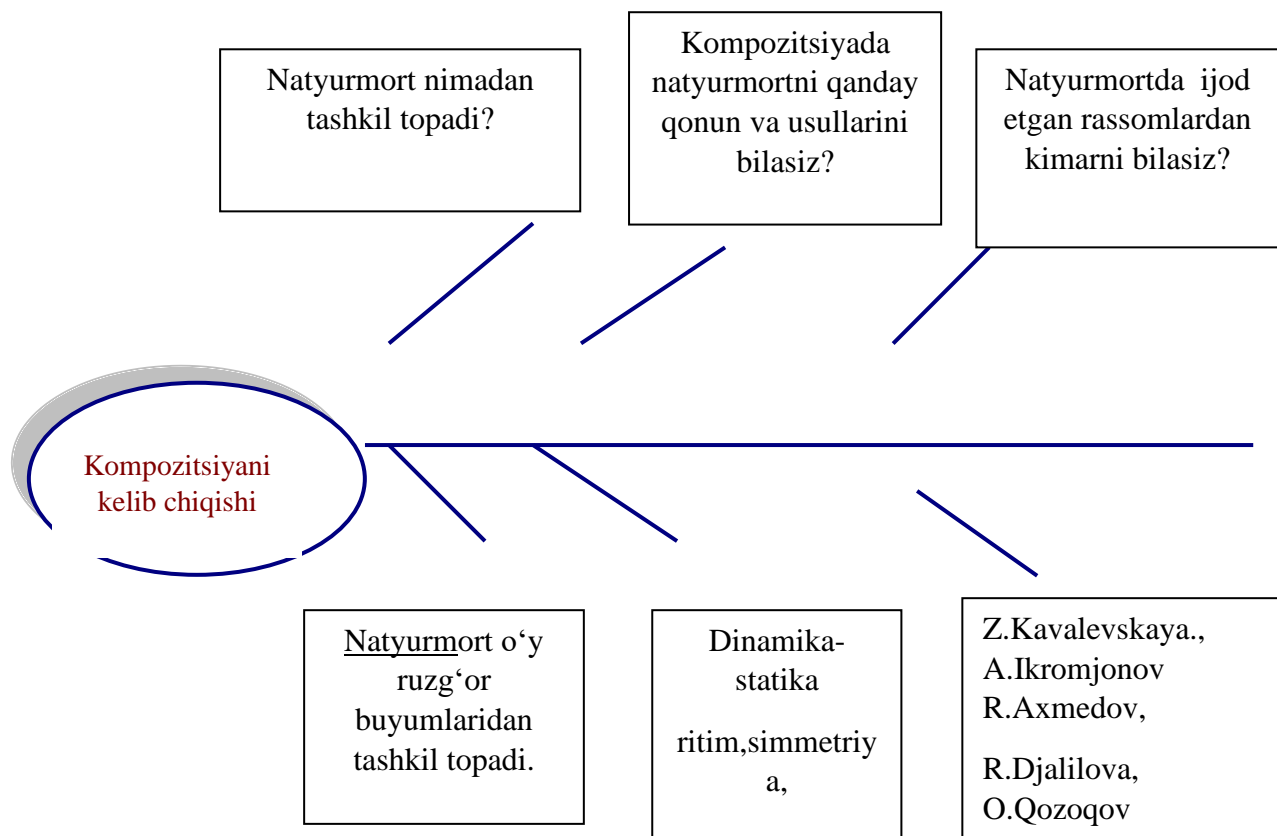 Natyurmort nimadan
tashkil topadi?
Kompozitsiyada
natyurmortni qanday
qonun va usullarini
bilasiz?
Natyurmortda  ijod
etgan rassomlardan
kimarni bilasiz?
Kompozitsiyani
kelib chiqishi
Natyurmort o‘y
ruzg‘or
buyumlaridan
tashkil topadi.
Dinamika-
statika
ritim,simmetriy
a,
Z.Kavalevskaya.,
A.Ikromjonov
R.Axmedov,
R.Djalilova,
O.Qozoqov